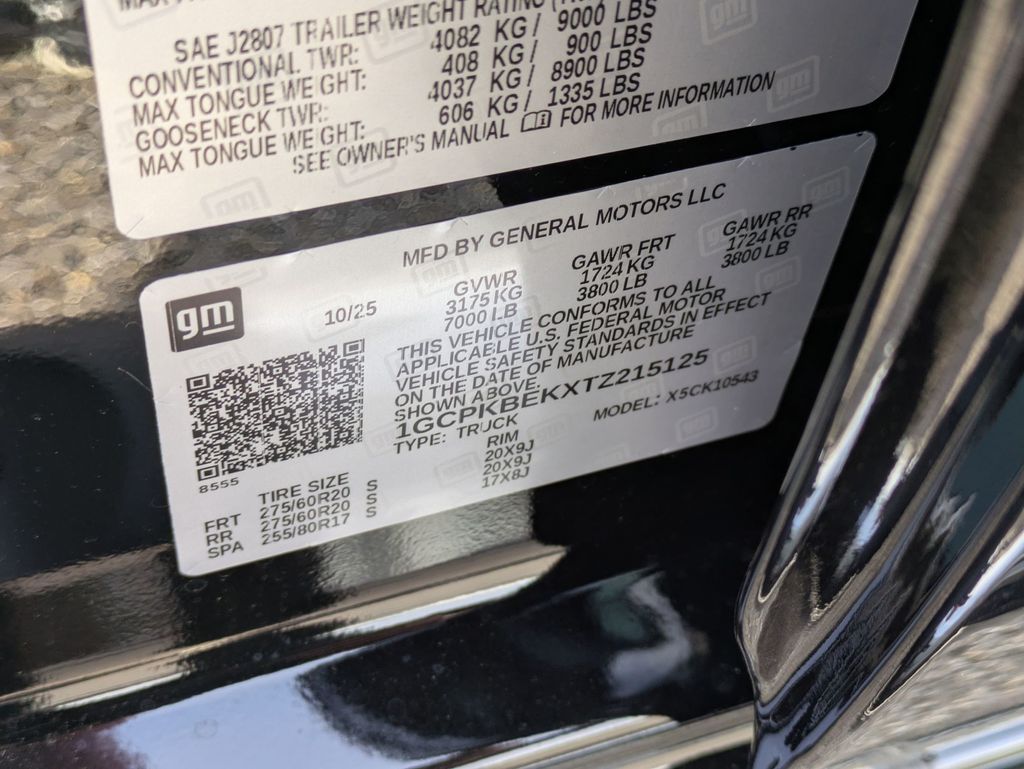 SAE J2807 TRAILER WEIGHT RATING
CONVENTIONAL TWR: 4082 KG/ 9000 LBS
MAX TONGUE WEIGHT: 408 KG/ 900 LBS
GOOSENECK TWR: 4037 KG/ 8900 LBS
MAX TONGUE WEIGHT: 606 KG/ 1335 LBS
SEE OWNER'S MANUAL FOR MORE INFORMATION
MFD BY GENERAL MOTORS LLC
gm 10/25
GVWR GAWR FRT GAWR RR
3175 KG 1724 KG 1724 KG
7000 LB 3800 LB 3800 LB
THIS VEHICLE CONFORMS TO ALL
APPLICABLE U.S. FEDERAL MOTOR
VEHICLE SAFETY STANDARDS IN EFFECT
ON THE DATE OF MANUFACTURE
SHOWN ABOVE.
1GCPKBEKXTZ215125
TYPE: TRUCK MODEL: X5CK10543
8555
TIRE SIZE RIM
FRT 275/60R20 S 20X9J
RR 275/60R20 S 20X9J
SPA 255/80R17 S 17X8J